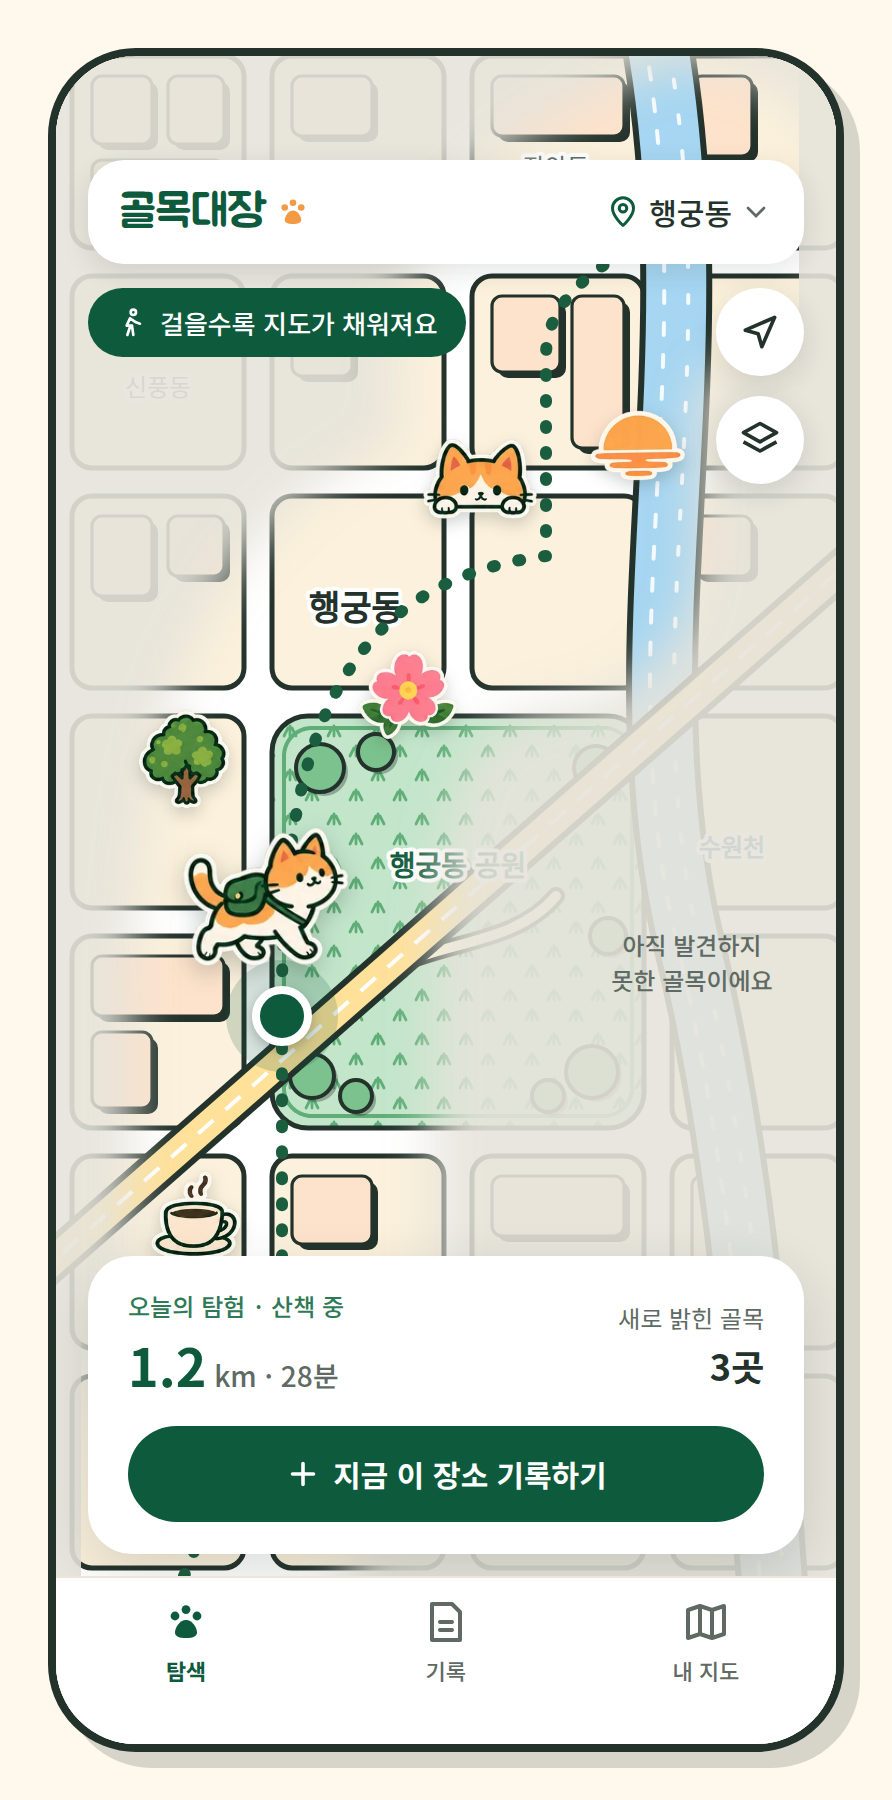 골목대장
행궁동
걸을수록 지도가 채워져요
신풍동
행궁동
행궁동 공원
수원천
아직 발견하지
못한 골목이에요
오늘의 탐험 · 산책 중
새로 밝힌 골목
1.2 km · 28분
3곳
+ 지금 이 장소 기록하기
탐색
기록
내 지도